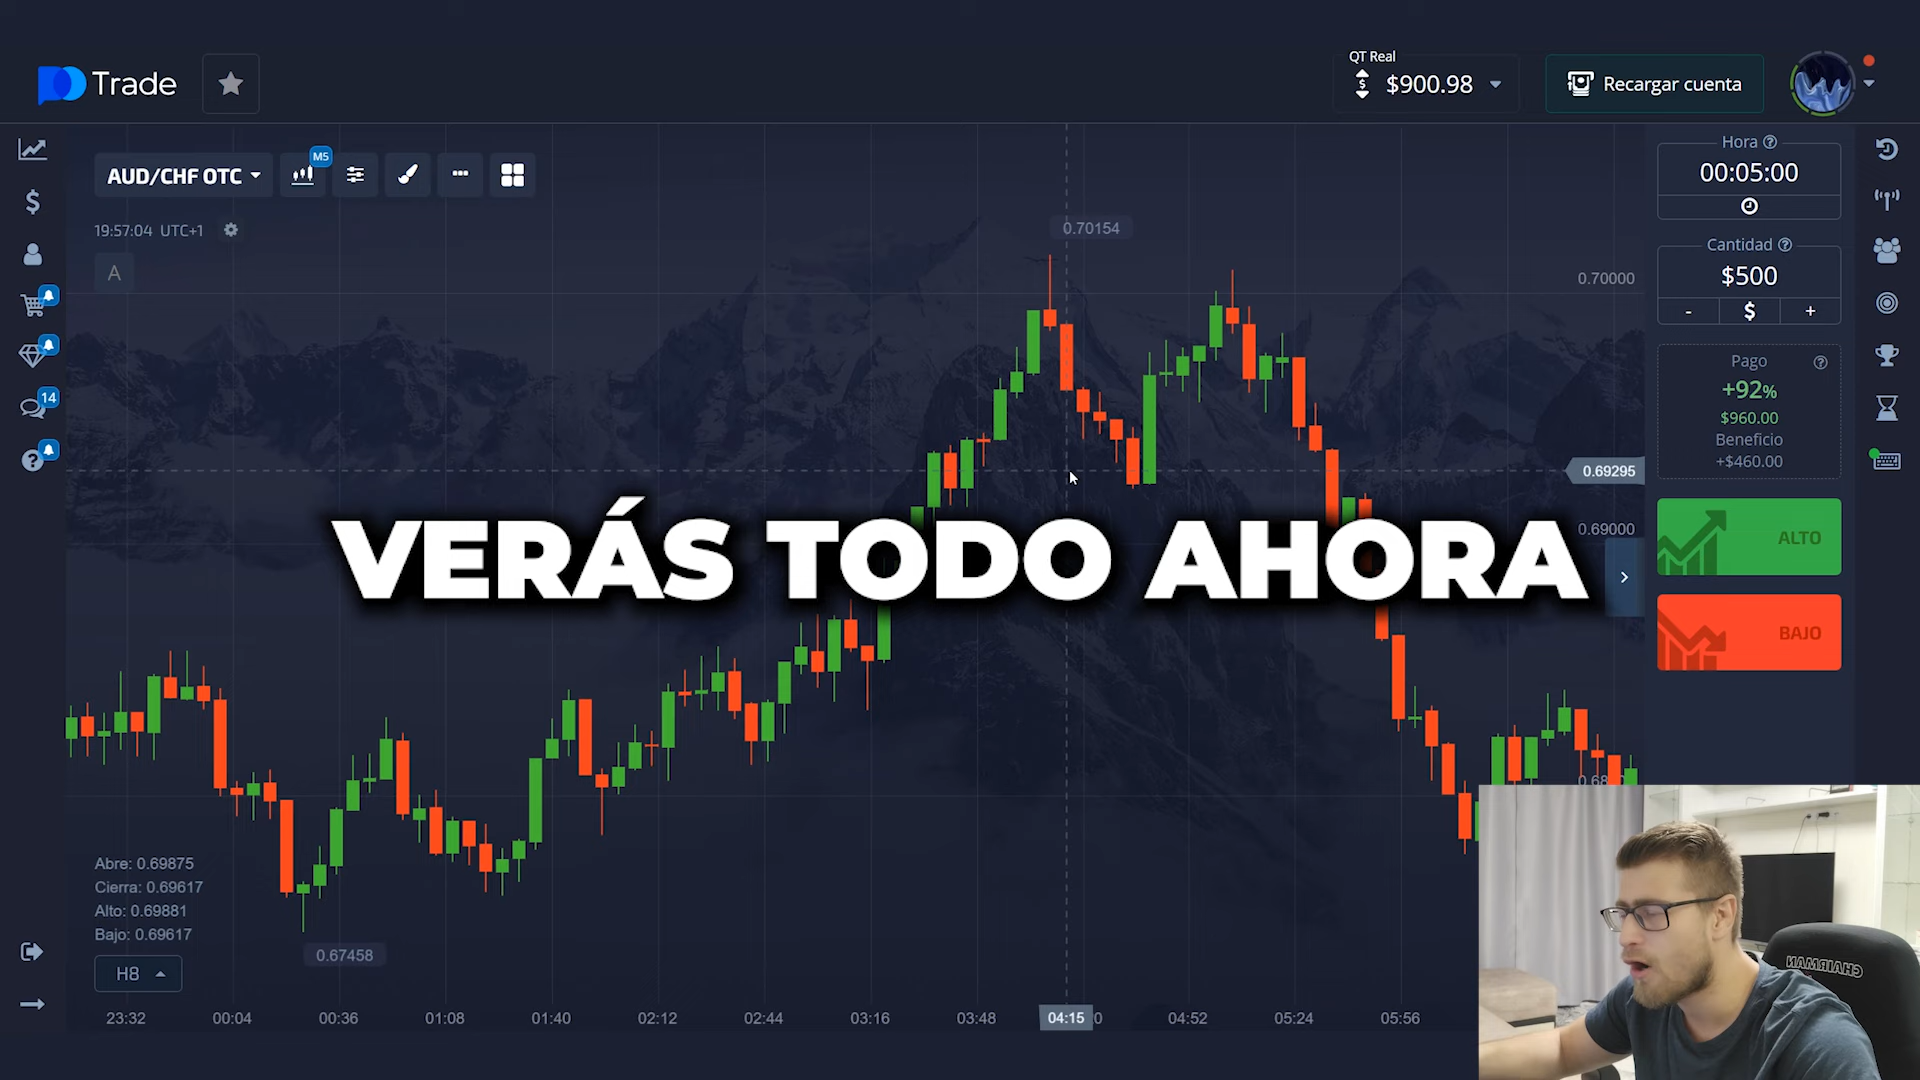 Trade
QT Real
$900.98
Recargar cuenta
AUD/CHF OTC
M5
19:57:04 UTC+1
A
0.70154
0.70000
0.69295
0.69000
VERÁS TODO AHORA
Hora
00:05:00
Cantidad
$500
- $ +
Pago
+92%
$960.00
Beneficio
+$460.00
ALTO
BAJO
14
Abre: 0.69875
Cierra: 0.69617
Alto: 0.69881
Bajo: 0.69617
0.67458
H8
23:32 00:04 00:36 01:08 01:40 02:12 02:44 03:16 03:48 04:15 04:52 05:24 05:56
CHAIRMAN